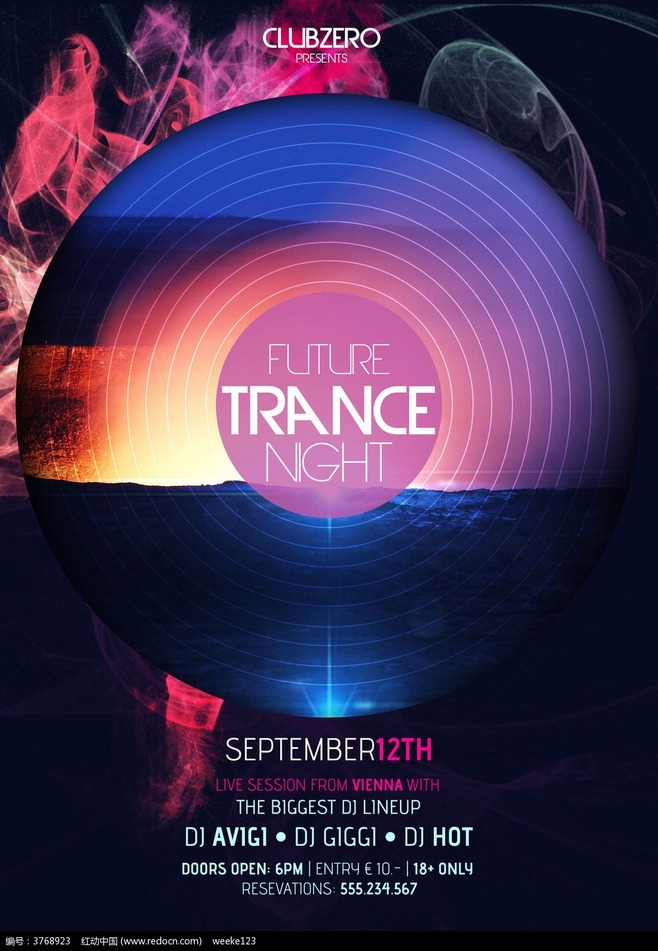 CLUBZERO
PRESENTS
FUTURE
TRANCE
NIGHT
SEPTEMBER12TH
LIVE SESSION FROM VIENNA WITH
THE BIGGEST DJ LINEUP
DJ AVIGI • DJ GIGGI • DJ HOT
DOORS OPEN: 6PM | ENTRY € 10.- | 18+ ONLY
RESEVATIONS: 555.234.567
编号：3768923 红动中国 (www.redocn.com) weeke123